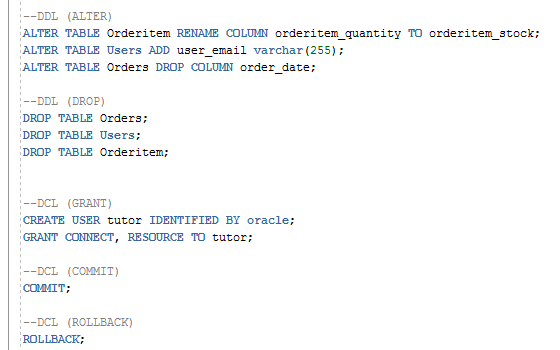 --DDL (ALTER)
ALTER TABLE Orderitem RENAME COLUMN orderitem_quantity TO orderitem_stock;
ALTER TABLE Users ADD user_email varchar(255);
ALTER TABLE Orders DROP COLUMN order_date;
--DDL (DROP)
DROP TABLE Orders;
DROP TABLE Users;
DROP TABLE Orderitem;
--DCL (GRANT)
CREATE USER tutor IDENTIFIED BY oracle;
GRANT CONNECT, RESOURCE TO tutor;
--DCL (COMMIT)
COMMIT;
--DCL (ROLLBACK)
ROLLBACK;